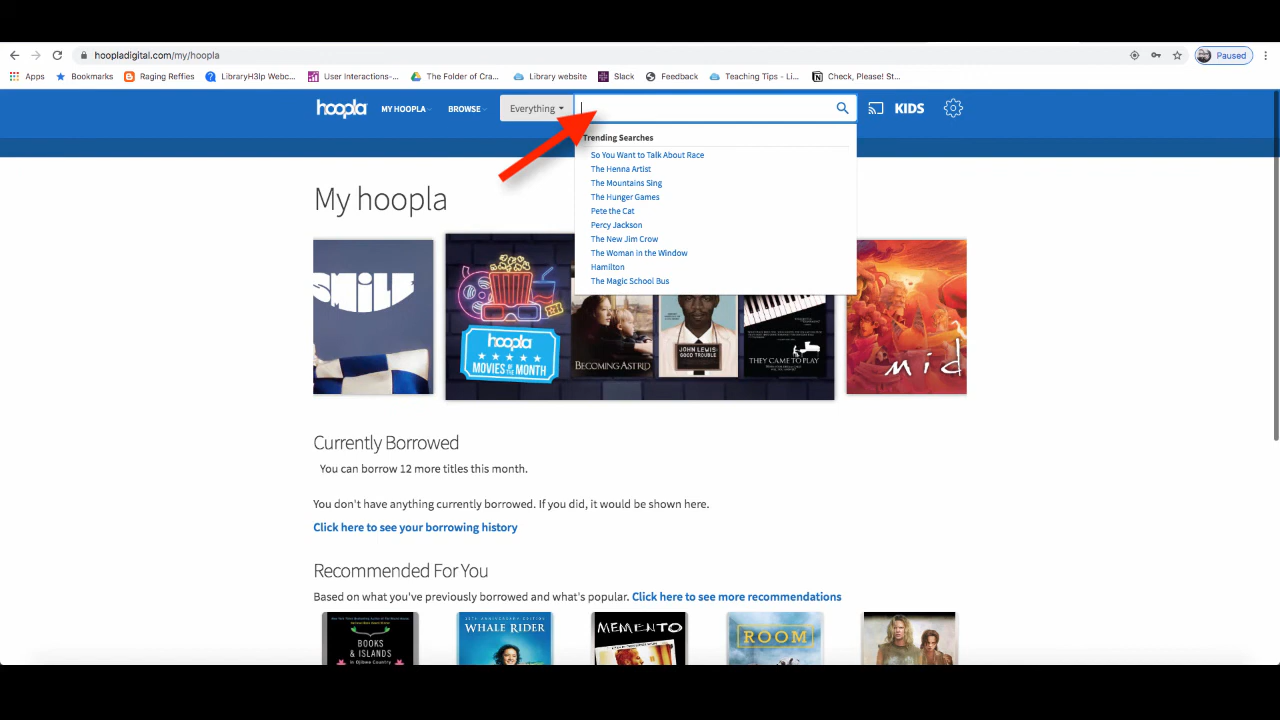 hoopladigital.com/my/hoopla
Paused
Apps
Bookmarks
Raging Reffies
LibraryH3lp Webc...
User Interactions-...
The Folder of Cra...
Library website
Slack
Feedback
Teaching Tips - Li...
Check, Please! St...
hoopla
MY HOOPLA
BROWSE
Everything
KIDS
Trending Searches
So You Want to Talk About Race
The Henna Artist
The Mountains Sing
The Hunger Games
Pete the Cat
Percy Jackson
The New Jim Crow
The Woman in the Window
Hamilton
The Magic School Bus
My hoopla
SMILE
hoopla
MOVIES OF THE MONTH
BECOMING ASTRID
JOHN LEWIS:
GOOD TROUBLE
THEY CAME TO PLAY
mid
Currently Borrowed
You can borrow 12 more titles this month.
You don't have anything currently borrowed. If you did, it would be shown here.
Click here to see your borrowing history
Recommended For You
Based on what you've previously borrowed and what's popular. Click here to see more recommendations
BOOKS
& ISLANDS
in Ojibwe Country
WHALE RIDER
MEMENTO
ROOM